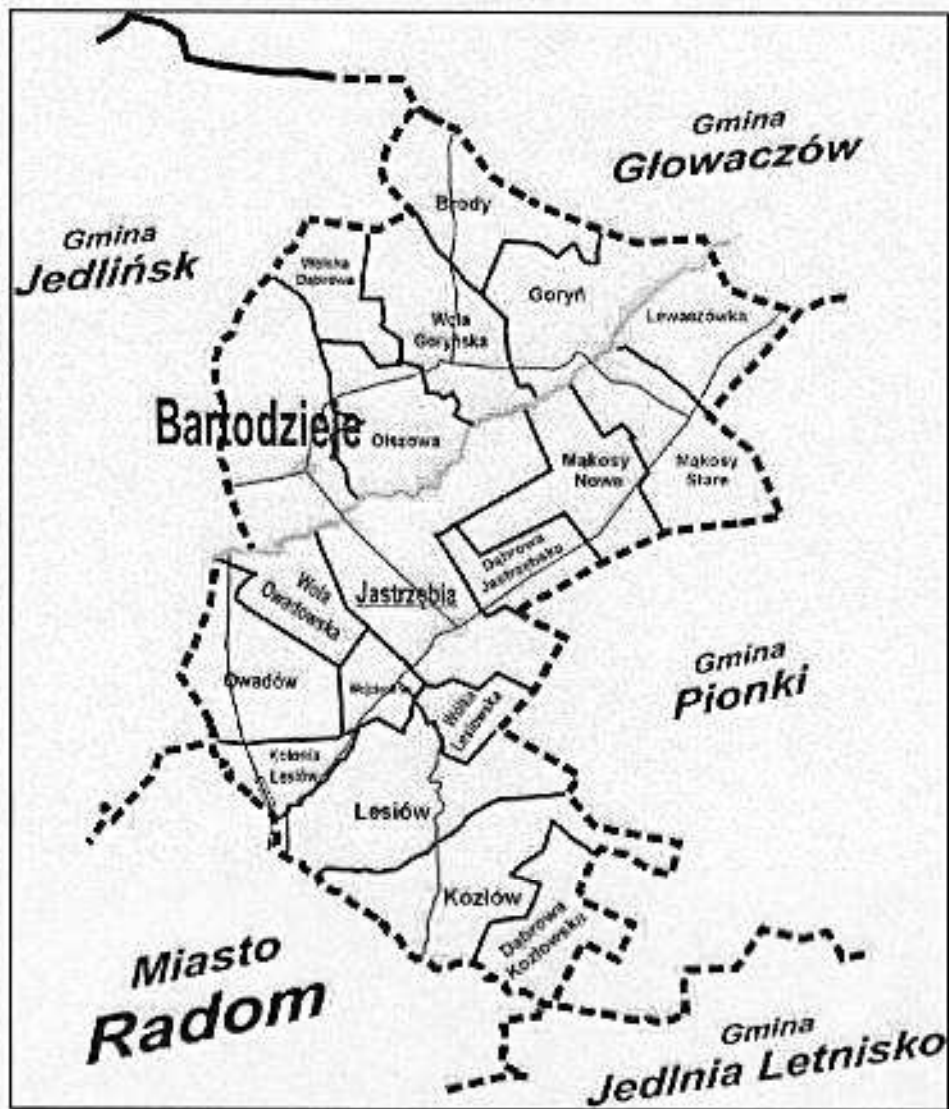 Gmina
Głowaczów
Brody
Gmina
Jedlińsk
Wolska
Dąbrowa
Goryń
Lewaszówka
Wola
Goryńska
Bartodzieje
Olszowa
Mąkosy
Nowe
Mąkosy
Stare
Dąbrowa
Jastrzębska
Wola
Owadowska
Jastrzębia
Gmina
Pionki
Owadów
Wólka
Lesiowska
Kolonia
Lesiów
Lesiów
Kozłów
Dąbrowa
Kozłowska
Miasto
Radom
Gmina
Jedlnia Letnisko